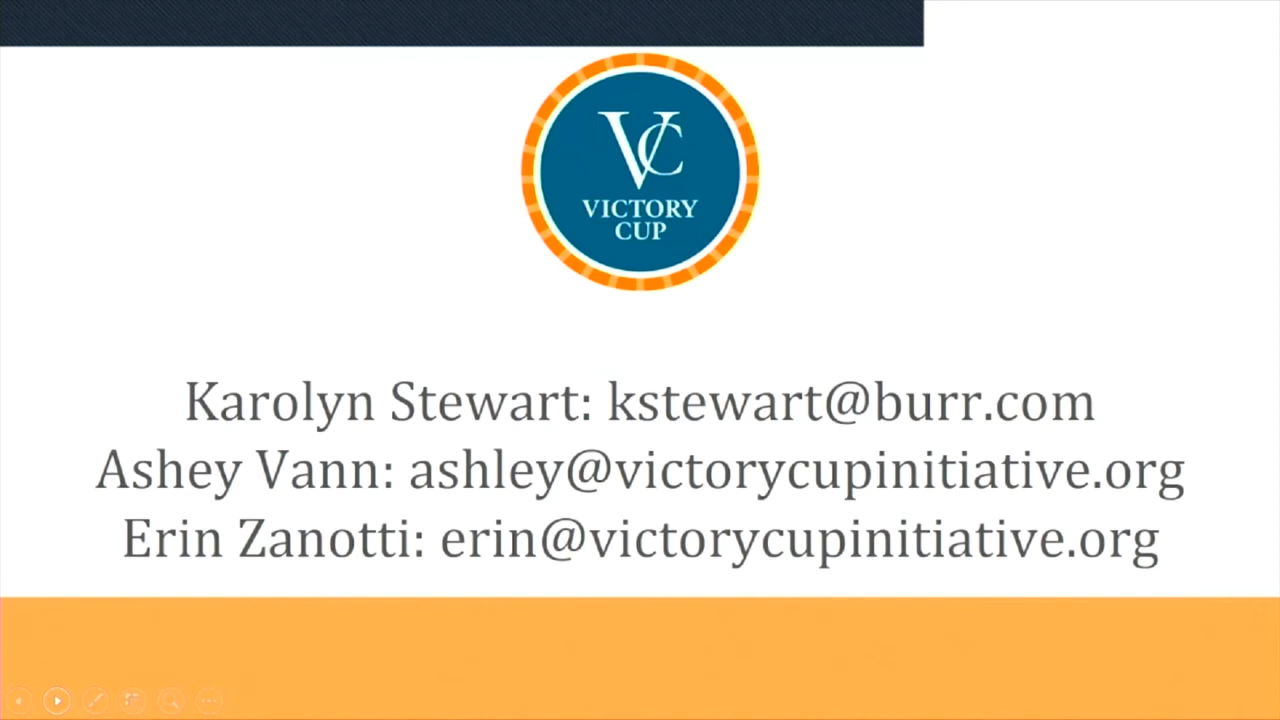 VC
VICTORY
CUP
Karolyn Stewart: kstewart@burr.com
Ashey Vann: ashley@victorycupinitiative.org
Erin Zanotti: erin@victorycupinitiative.org